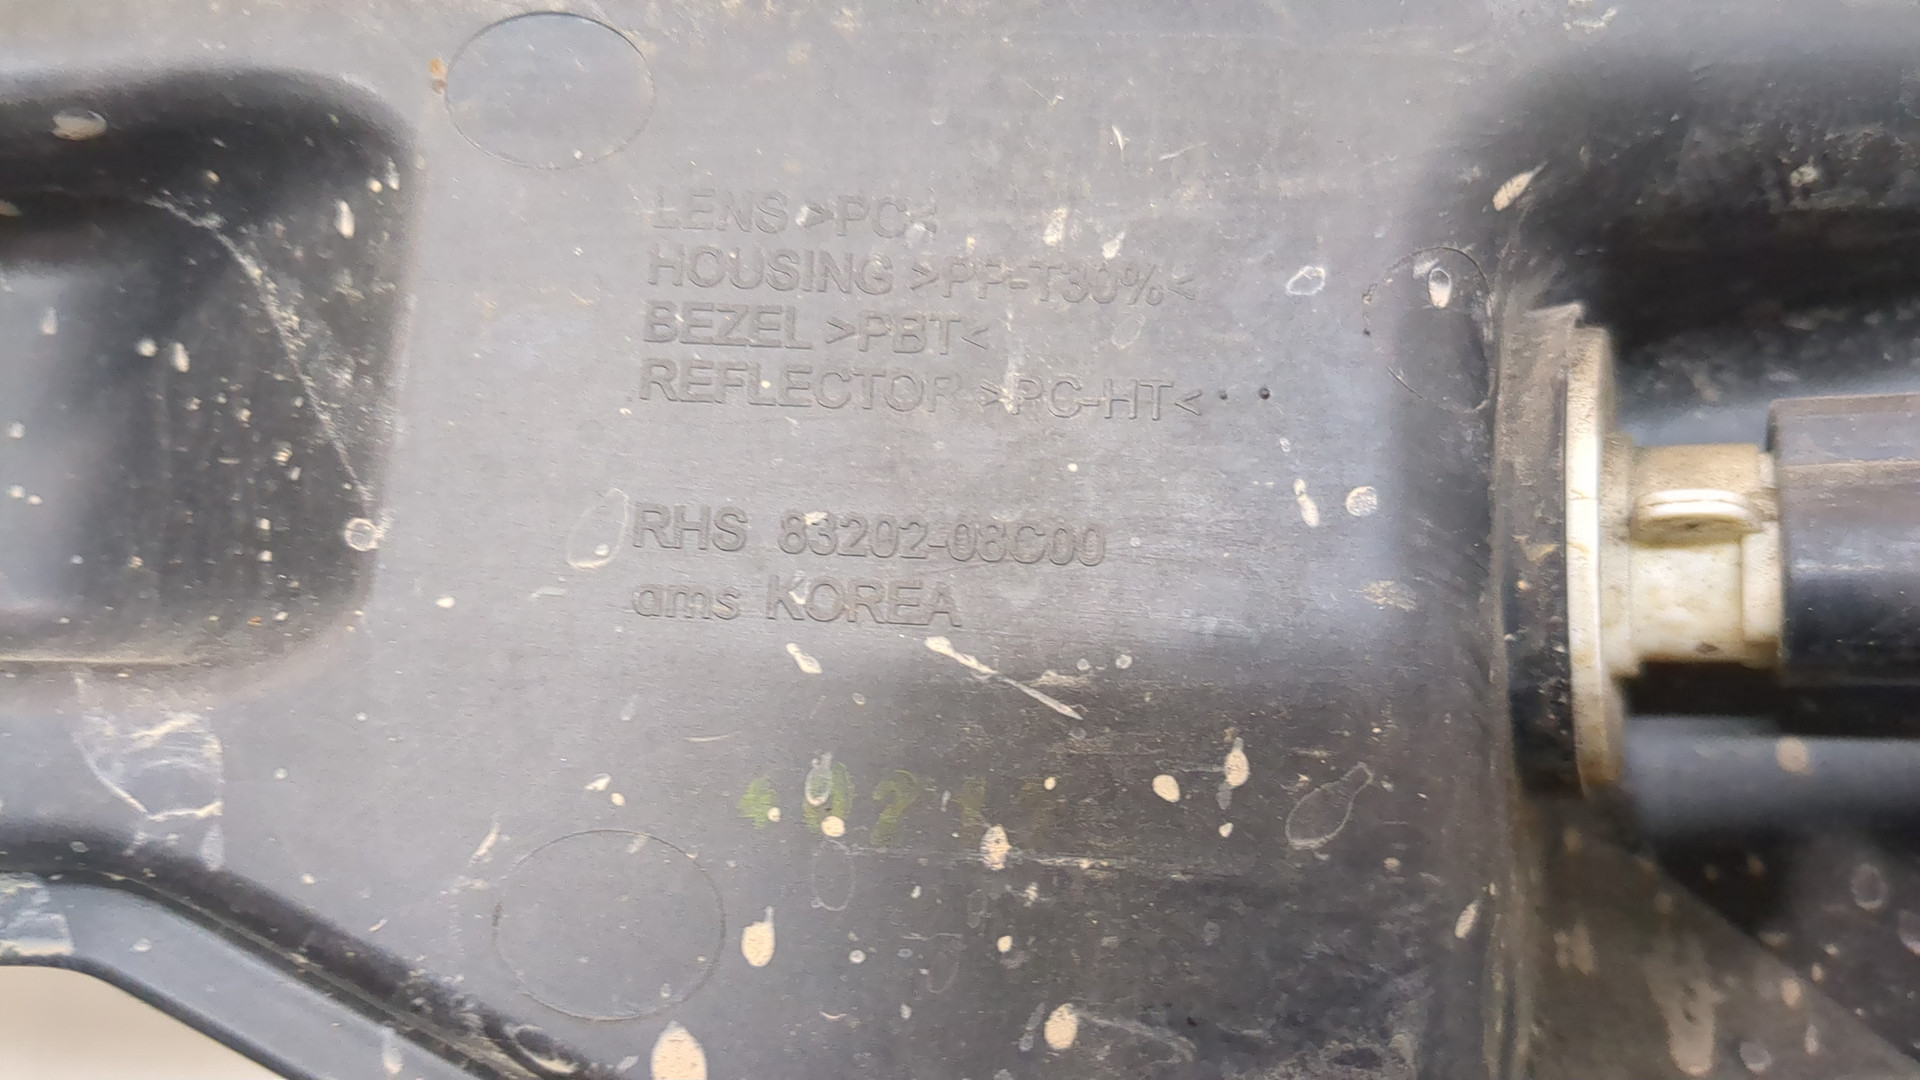 LENS >PC<
HOUSING >PP-T30%<
BEZEL >PBT<
REFLECTOR >PC-HT<
RHS 83202-08C00
ams KOREA